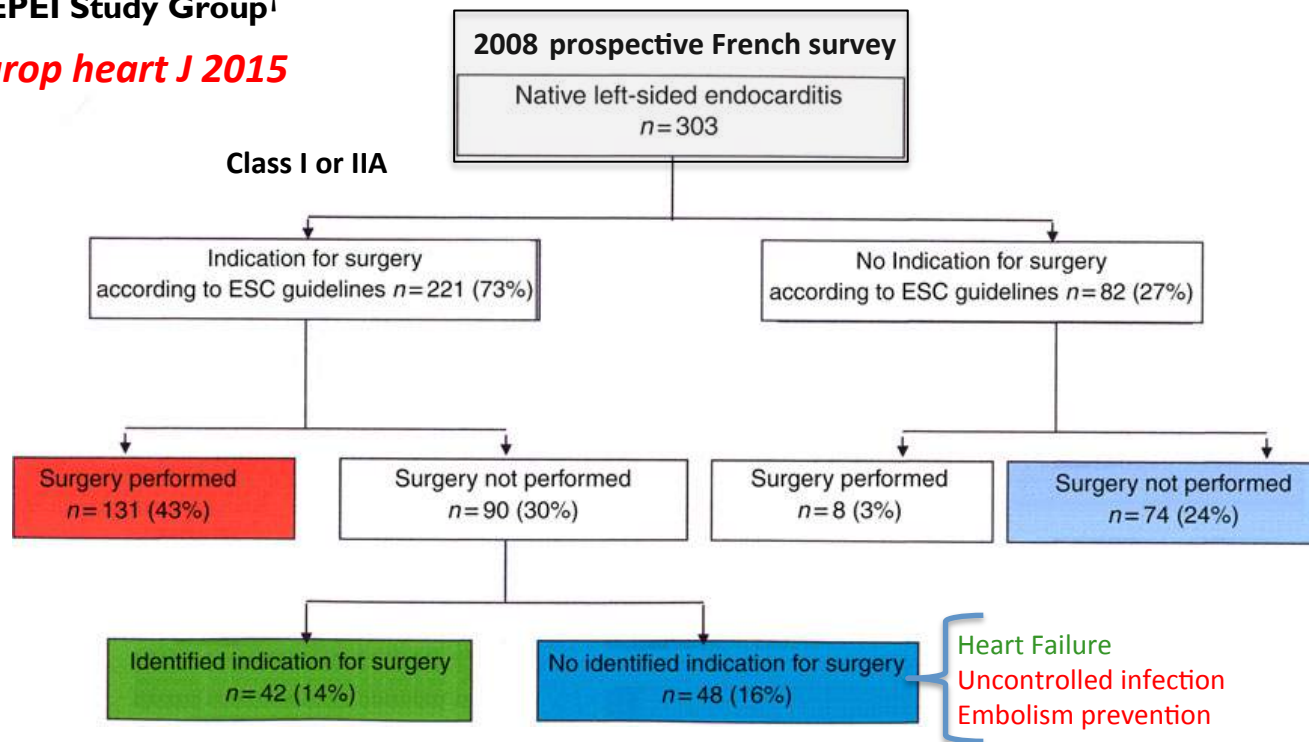 EPEI Study Group¹
urop heart J 2015
2008 prospective French survey
Native left-sided endocarditis
n=303
Class I or IIA
Indication for surgery
according to ESC guidelines n=221 (73%)
No Indication for surgery
according to ESC guidelines n=82 (27%)
Surgery performed
n=131 (43%)
Surgery not performed
n=90 (30%)
Surgery performed
n=8 (3%)
Surgery not performed
n=74 (24%)
Identified indication for surgery
n=42 (14%)
No identified indication for surgery
n=48 (16%)
Heart Failure
Uncontrolled infection
Embolism prevention